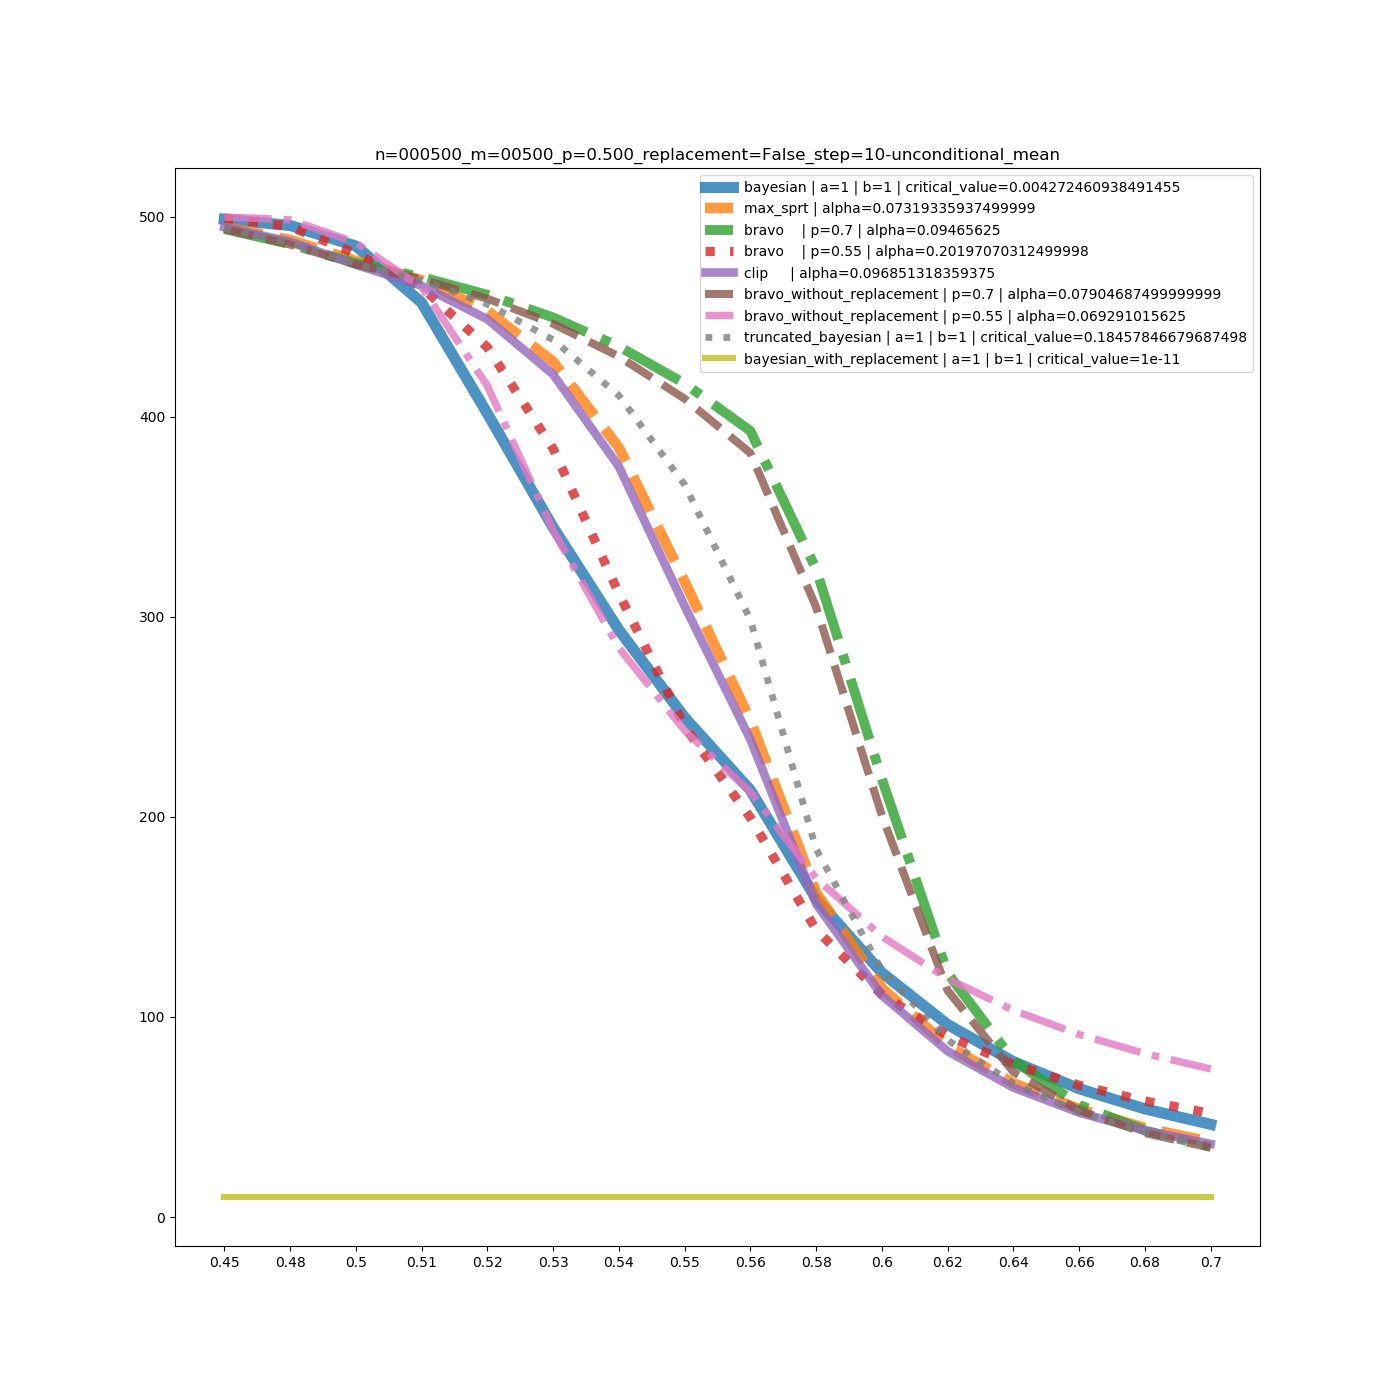 n=000500_m=00500_p=0.500_replacement=False_step=10-unconditional_mean
bayesian | a=1 | b=1 | critical_value=0.004272460938491455
max_sprt | alpha=0.07319335937499999
bravo    | p=0.7 | alpha=0.09465625
bravo    | p=0.55 | alpha=0.20197070312499998
clip     | alpha=0.096851318359375
bravo_without_replacement | p=0.7 | alpha=0.07904687499999999
bravo_without_replacement | p=0.55 | alpha=0.069291015625
truncated_bayesian | a=1 | b=1 | critical_value=0.18457846679687498
bayesian_with_replacement | a=1 | b=1 | critical_value=1e-11
500
400
300
200
100
0
0.45 0.48 0.5 0.51 0.52 0.53 0.54 0.55 0.56 0.58 0.6 0.62 0.64 0.66 0.68 0.7